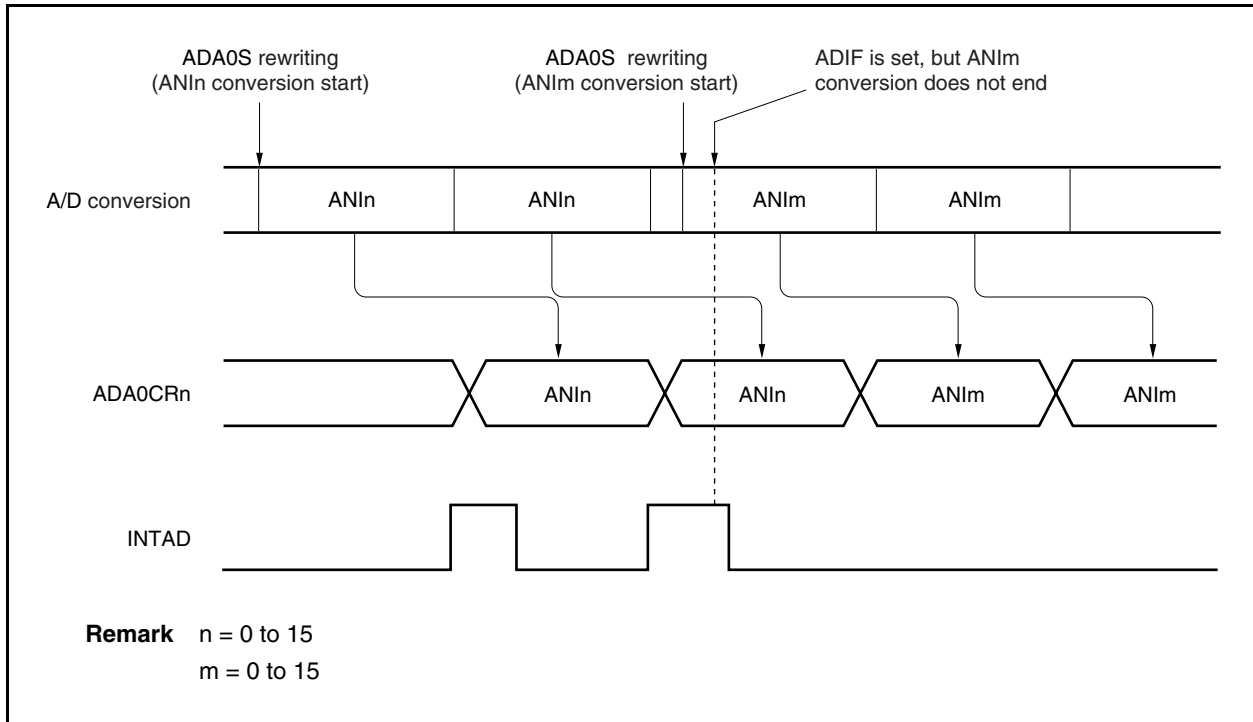 ADA0S rewriting
(ANIn conversion start)
ADA0S rewriting
(ANIm conversion start)
ADIF is set, but ANIm
conversion does not end
A/D conversion
ANIn
ANIn
ANIm
ANIm
ADA0CRn
ANIn
ANIn
ANIm
ANIm
INTAD
Remark n = 0 to 15
m = 0 to 15